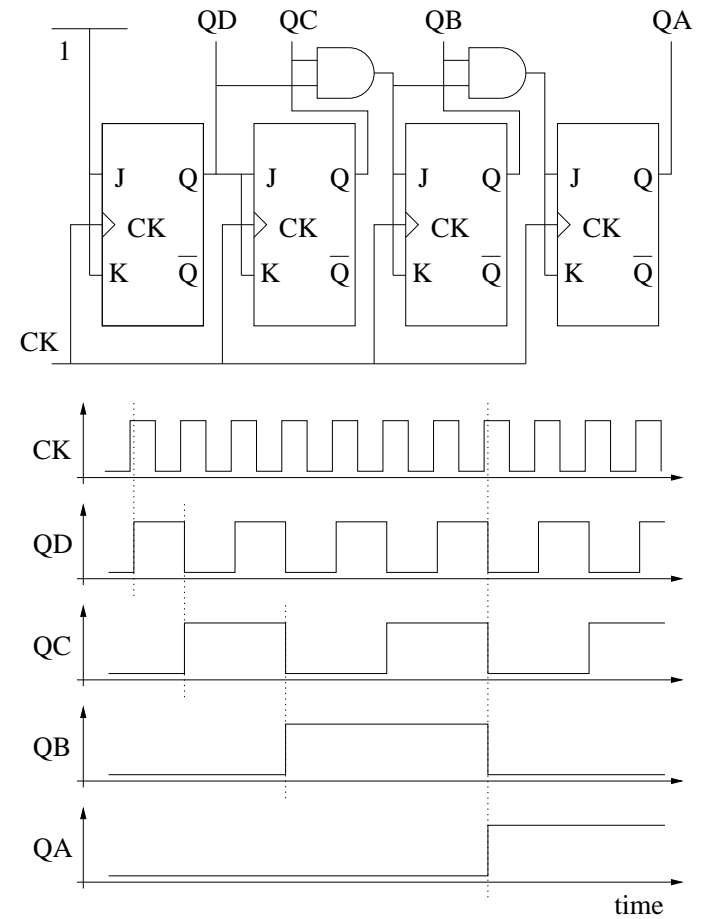 QD QC QB QA
1
J Q J Q J Q J Q
CK CK CK CK
K Q̅ K Q̅ K Q̅ K Q̅
CK
CK
QD
QC
QB
QA
time